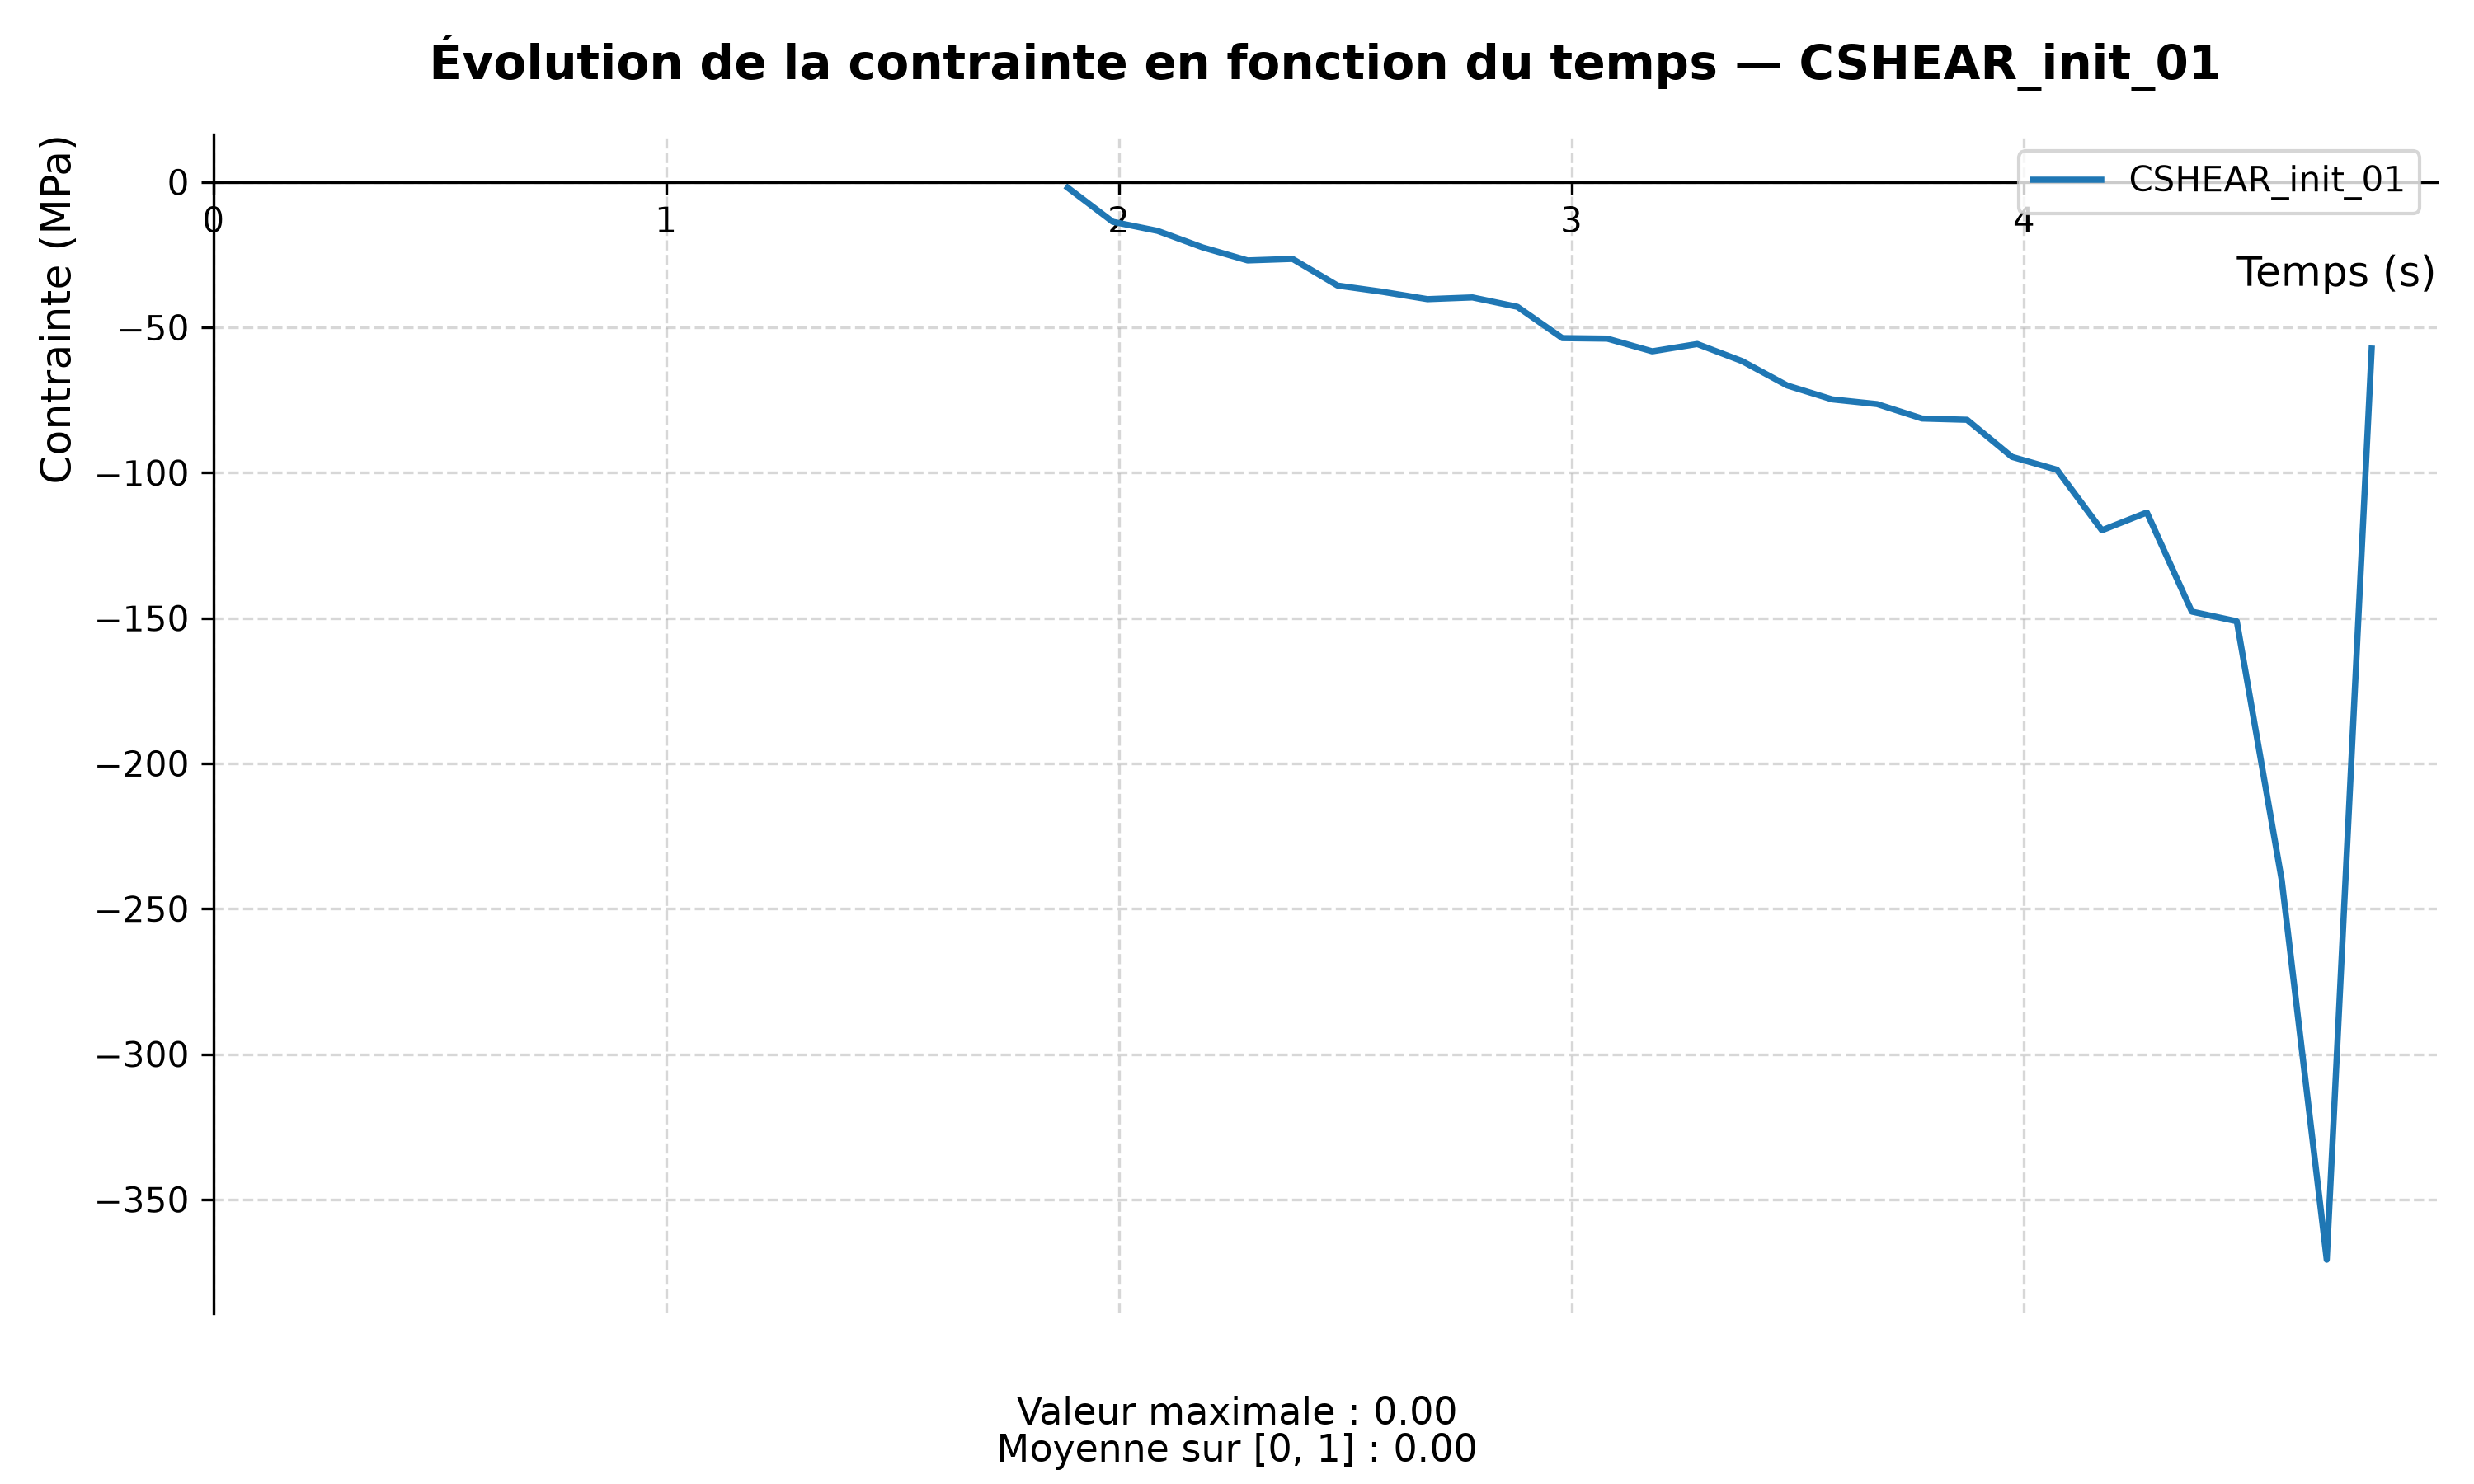 Évolution de la contrainte en fonction du temps — CSHEAR_init_01
Contrainte (MPa)
CSHEAR_init_01
0
0
1
2
3
4
Temps (s)
−50
−100
−150
−200
−250
−300
−350
Valeur maximale : 0.00
Moyenne sur [0, 1] : 0.00